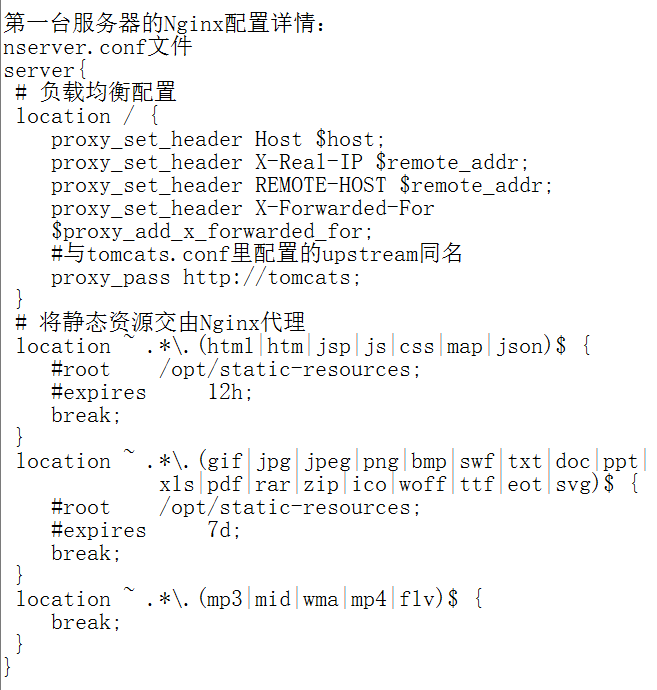 第一台服务器的Nginx配置详情：
nserver.conf文件
server{
# 负载均衡配置
location / {
proxy_set_header Host $host;
proxy_set_header X-Real-IP $remote_addr;
proxy_set_header REMOTE-HOST $remote_addr;
proxy_set_header X-Forwarded-For
$proxy_add_x_forwarded_for;
#与tomcats.conf里配置的upstream同名
proxy_pass http://tomcats;
}
# 将静态资源交由Nginx代理
location ~ .*\.(html|htm|jsp|js|css|map|json)$ {
#root    /opt/static-resources;
#expires     12h;
break;
}
location ~ .*\.(gif|jpg|jpeg|png|bmp|swf|txt|doc|ppt|
xls|pdf|rar|zip|ico|woff|ttf|eot|svg)$ {
#root    /opt/static-resources;
#expires     7d;
break;
}
location ~ .*\.(mp3|mid|wma|mp4|flv)$ {
break;
}
}